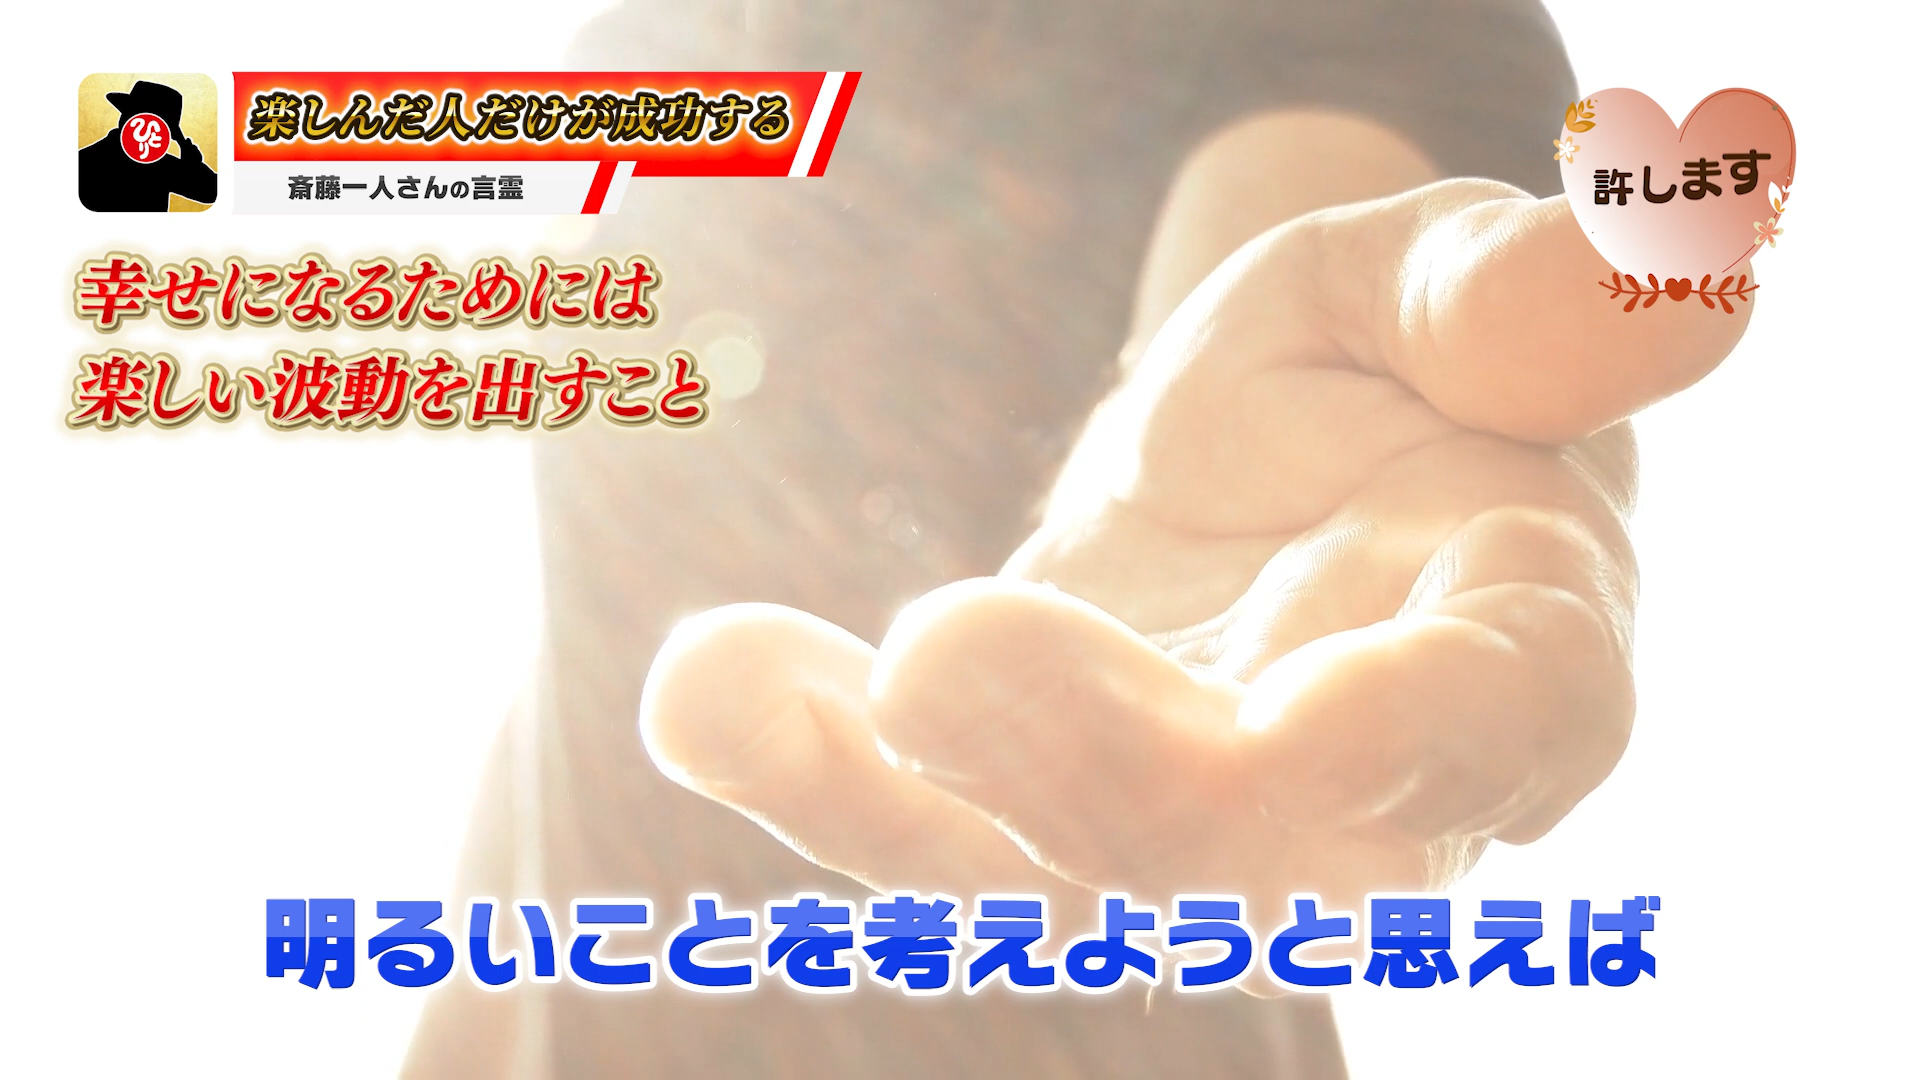 ひとり
楽しんだ人だけが成功する
斎藤一人さんの言霊
許します
幸せになるためには
楽しい波動を出すこと
明るいことを考えようと思えば